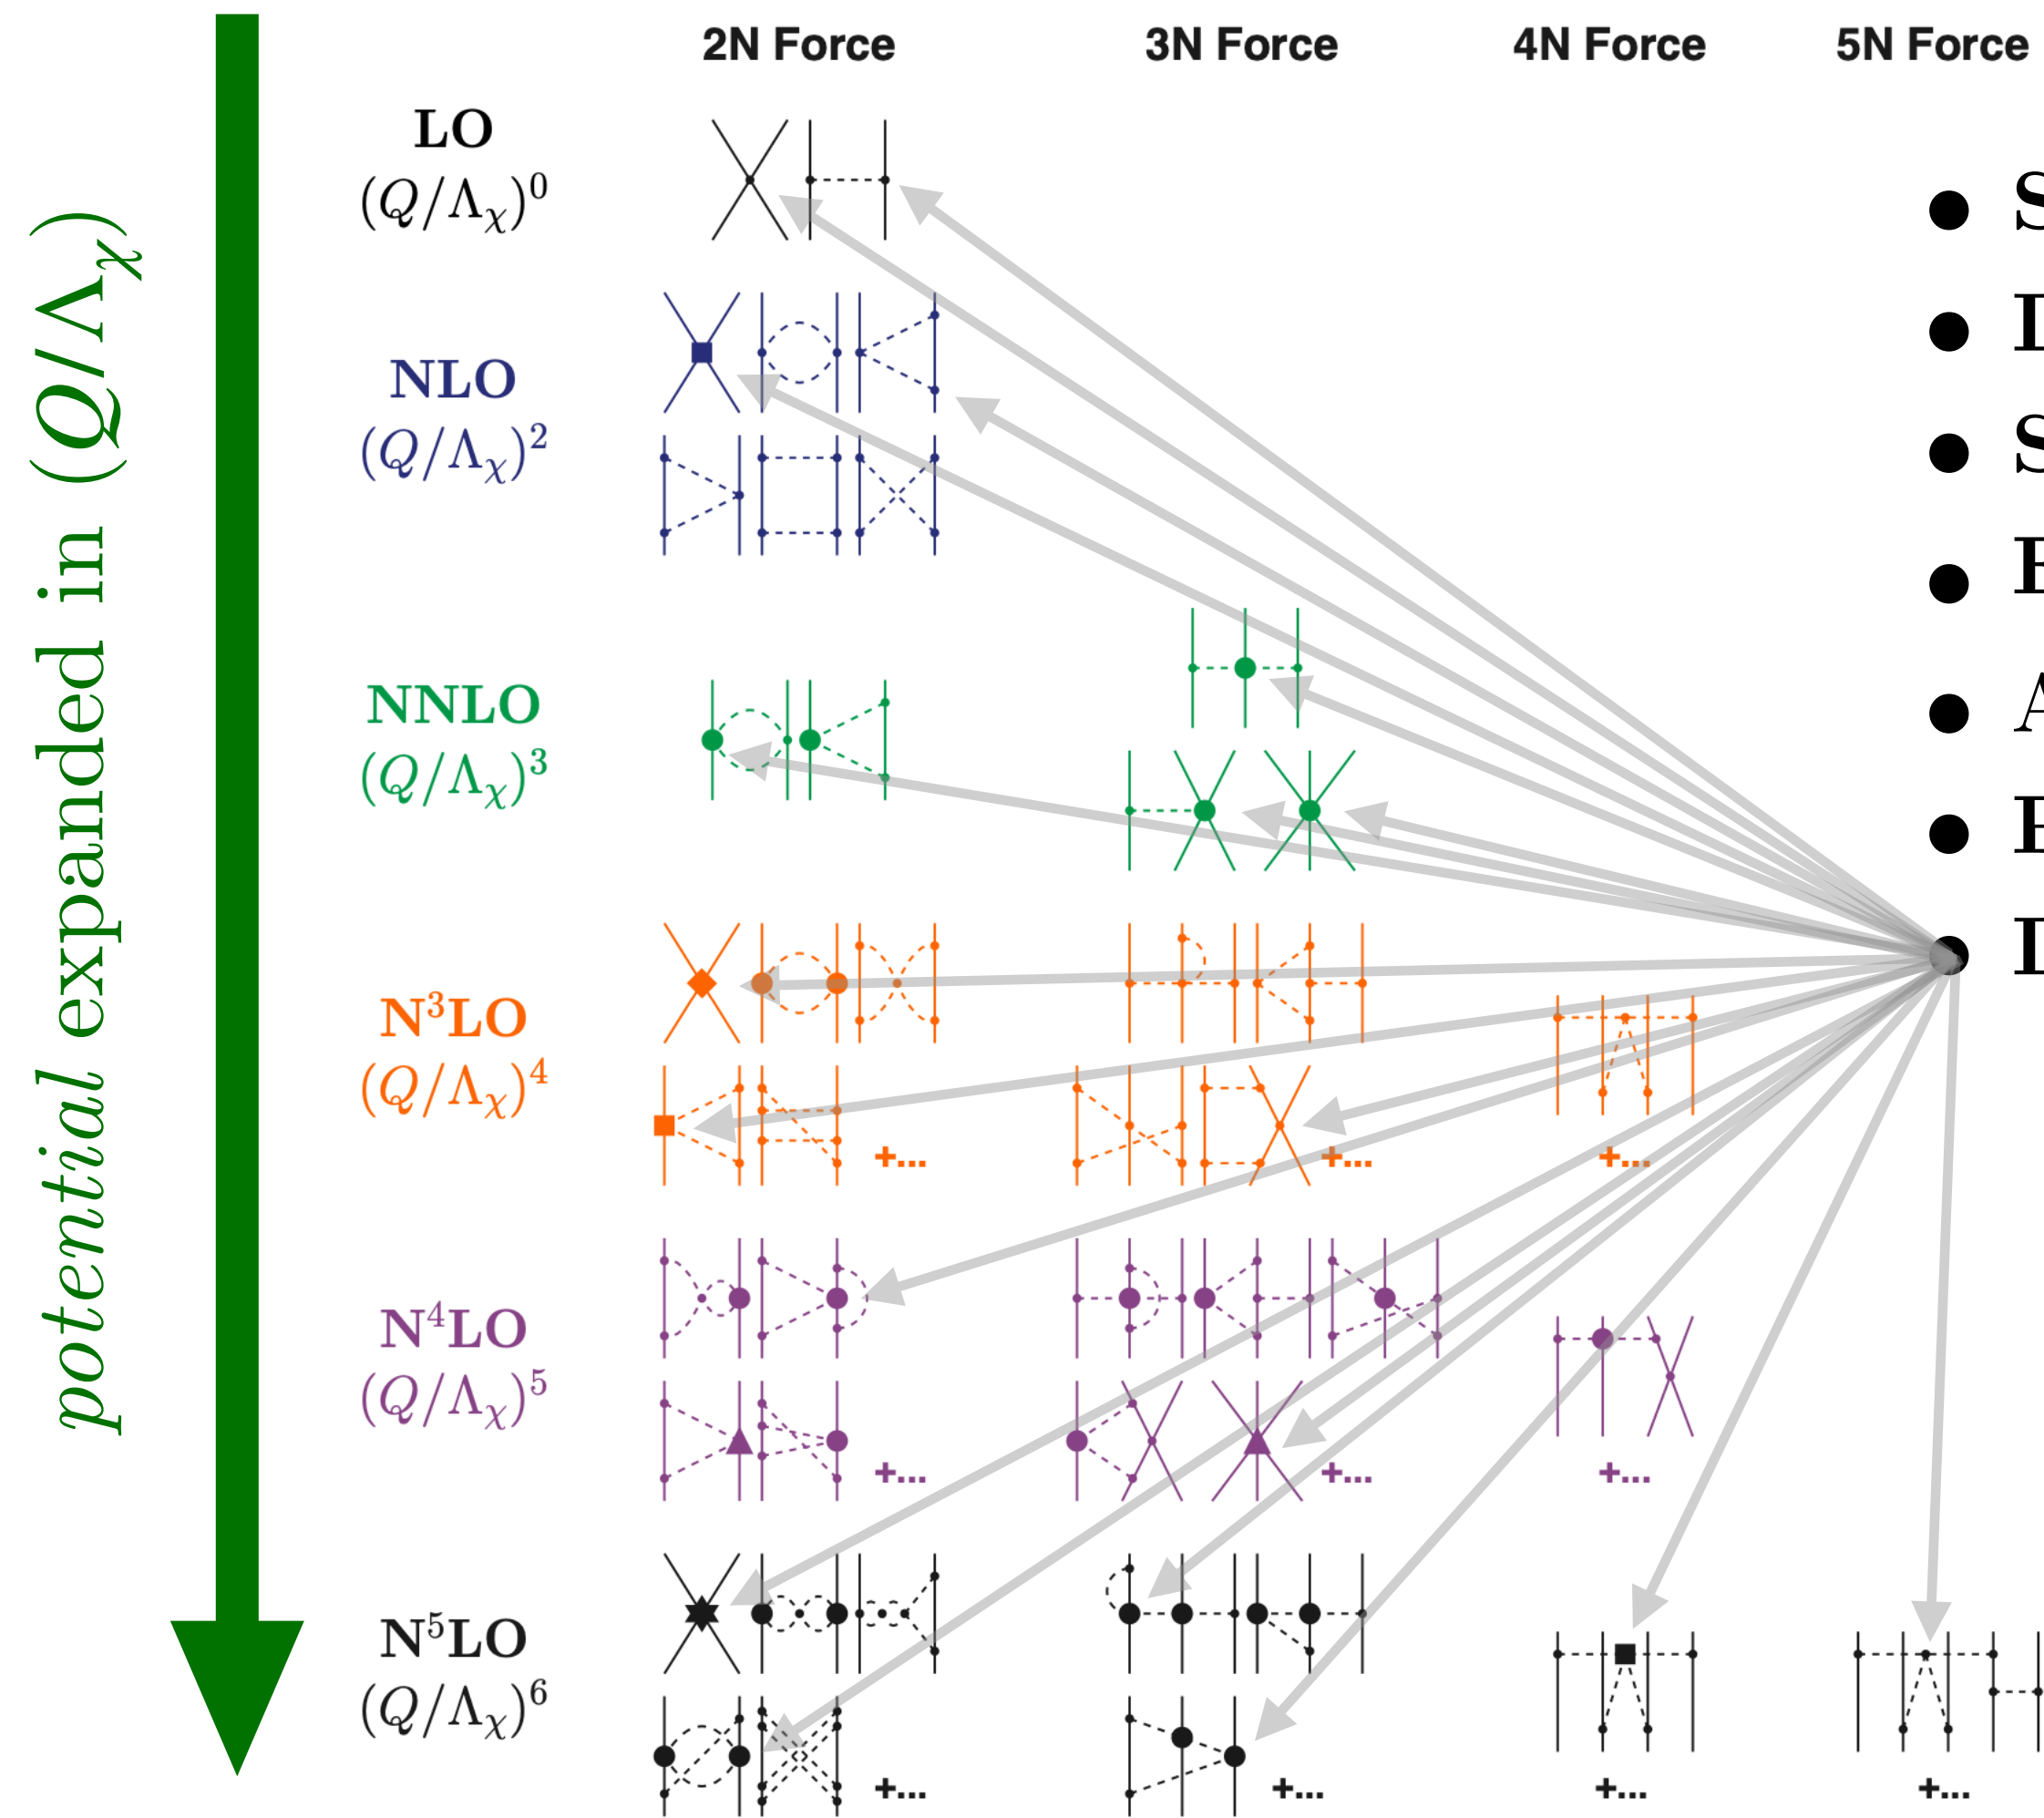 2N Force 3N Force 4N Force 5N Force
potential expanded in (Q/Λχ)
LO
(Q/Λχ)⁰
NLO
(Q/Λχ)²
NNLO
(Q/Λχ)³
N³LO
(Q/Λχ)⁴
+... +... +...
N⁴LO
(Q/Λχ)⁵
+... +... +...
N⁵LO
(Q/Λχ)⁶
+... +... +... +...